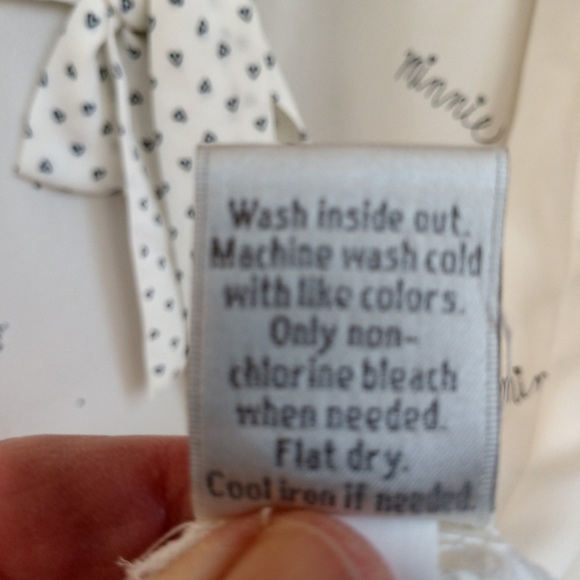 minnie
Wash inside out.
Machine wash cold
with like colors.
Only non-
chlorine bleach
when needed.
Flat dry.
Cool iron if needed.